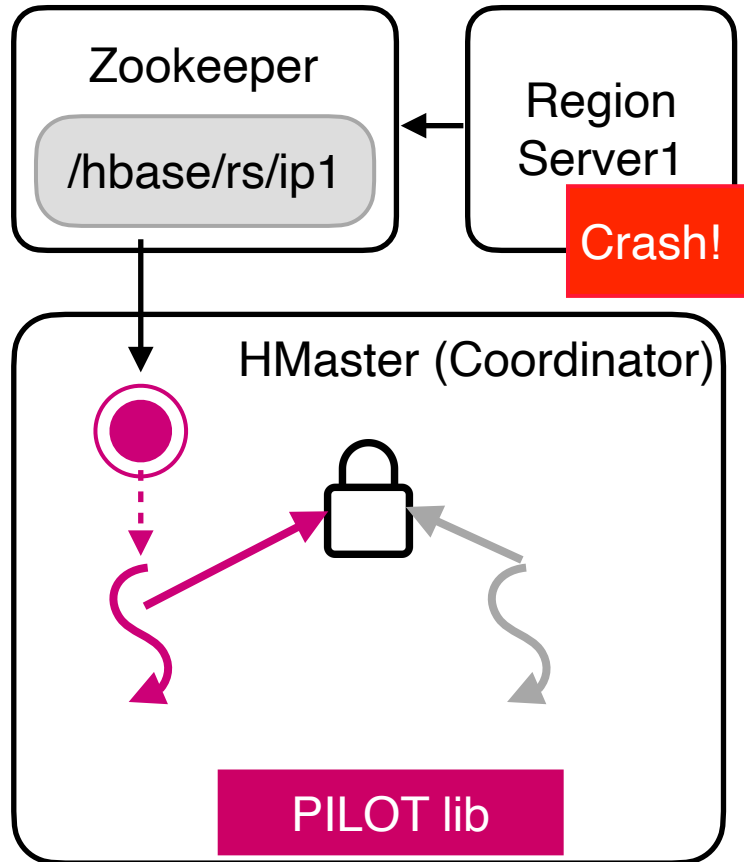 Zookeeper
/hbase/rs/ip1
Region
Server1
Crash!
HMaster (Coordinator)
PILOT lib